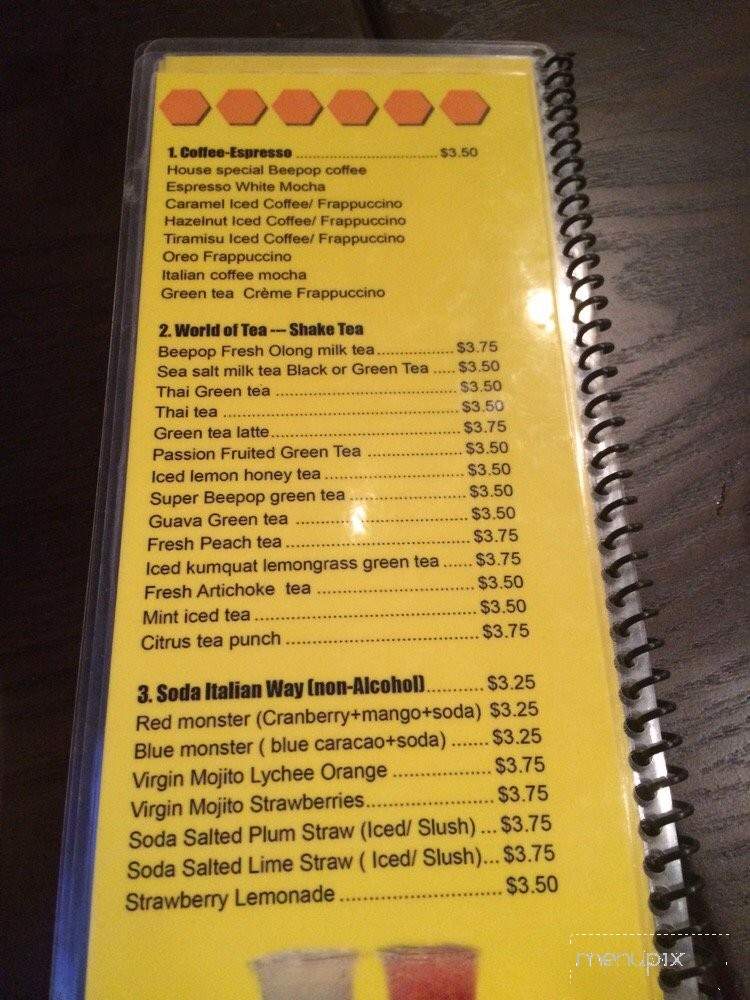 1. Coffee-Espresso ................................ $3.50
House special Beepop coffee
Espresso White Mocha
Caramel Iced Coffee/ Frappuccino
Hazelnut Iced Coffee/ Frappuccino
Tiramisu Iced Coffee/ Frappuccino
Oreo Frappuccino
Italian coffee mocha
Green tea Crème Frappuccino
2. World of Tea --- Shake Tea
Beepop Fresh Olong milk tea.................. $3.75
Sea salt milk tea Black or Green Tea ..... $3.50
Thai Green tea ........................................ $3.50
Thai tea .................................................... $3.50
Green tea latte......................................... $3.75
Passion Fruited Green Tea .................... $3.50
Iced lemon honey tea .............................. $3.50
Super Beepop green tea ........................ $3.50
Guava Green tea ................................... $3.50
Fresh Peach tea ..................................... $3.75
Iced kumquat lemongrass green tea ...... $3.75
Fresh Artichoke tea ............................... $3.50
Mint iced tea ........................................... $3.50
Citrus tea punch ..................................... $3.75
3. Soda Italian Way (non-Alcohol).......... $3.25
Red monster (Cranberry+mango+soda) $3.25
Blue monster ( blue caracao+soda) ....... $3.25
Virgin Mojito Lychee Orange .................. $3.75
Virgin Mojito Strawberries....................... $3.75
Soda Salted Plum Straw (Iced/ Slush) ... $3.75
Soda Salted Lime Straw ( Iced/ Slush)... $3.75
Strawberry Lemonade ............................ $3.50
menupix